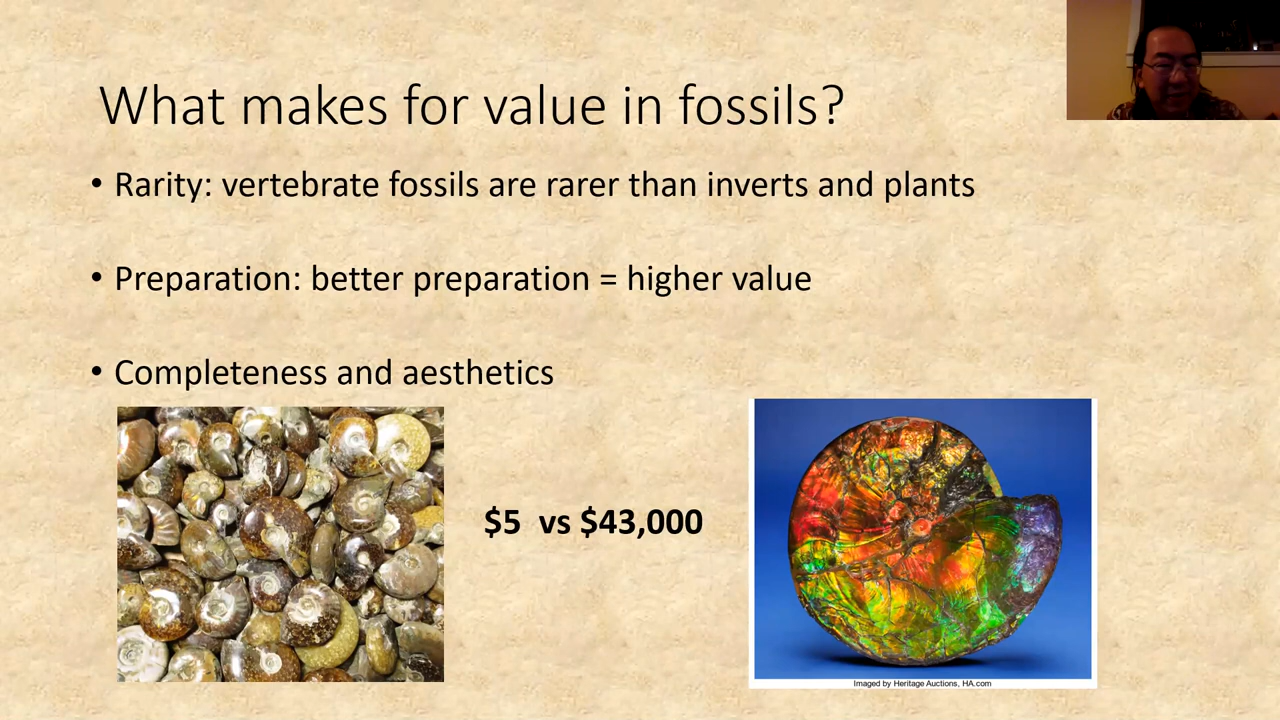 What makes for value in fossils?
• Rarity: vertebrate fossils are rarer than inverts and plants
• Preparation: better preparation = higher value
• Completeness and aesthetics
$5 vs $43,000
Imaged by Heritage Auctions, HA.com